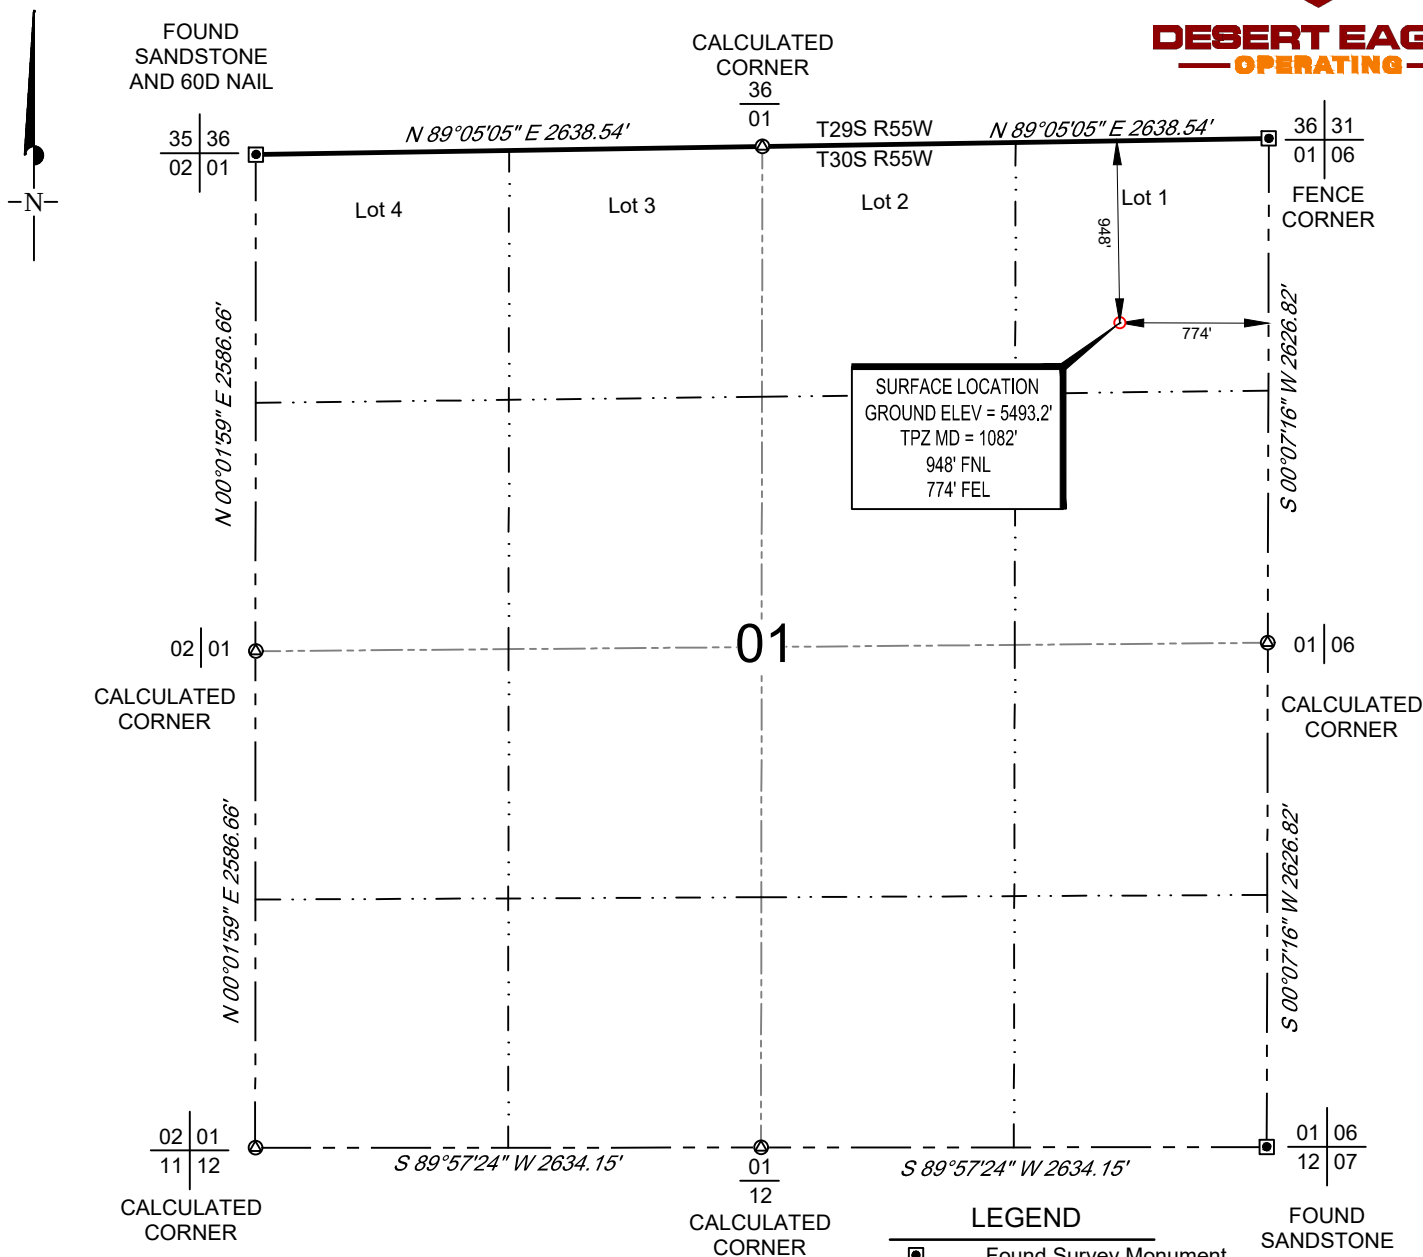 DESERT EAG
OPERATING
FOUND
SANDSTONE
AND 60D NAIL
CALCULATED
CORNER
36
01
35 36
02 01
N 89°05'05" E 2638.54'
T29S R55W
T30S R55W
N 89°05'05" E 2638.54'
36 31
01 06
FENCE
CORNER
-N-
Lot 4
Lot 3
Lot 2
Lot 1
948'
774'
N 00°01'59" E 2586.66'
S 00°07'16" W 2626.82'
SURFACE LOCATION
GROUND ELEV = 5493.2'
TPZ MD = 1082'
948' FNL
774' FEL
02 01
CALCULATED
CORNER
01
01 06
CALCULATED
CORNER
N 00°01'59" E 2586.66'
S 00°07'16" W 2626.82'
02 01
11 12
CALCULATED
CORNER
S 89°57'24" W 2634.15'
01
12
CALCULATED
CORNER
S 89°57'24" W 2634.15'
01 06
12 07
FOUND
SANDSTONE
LEGEND
Found Survey Monument